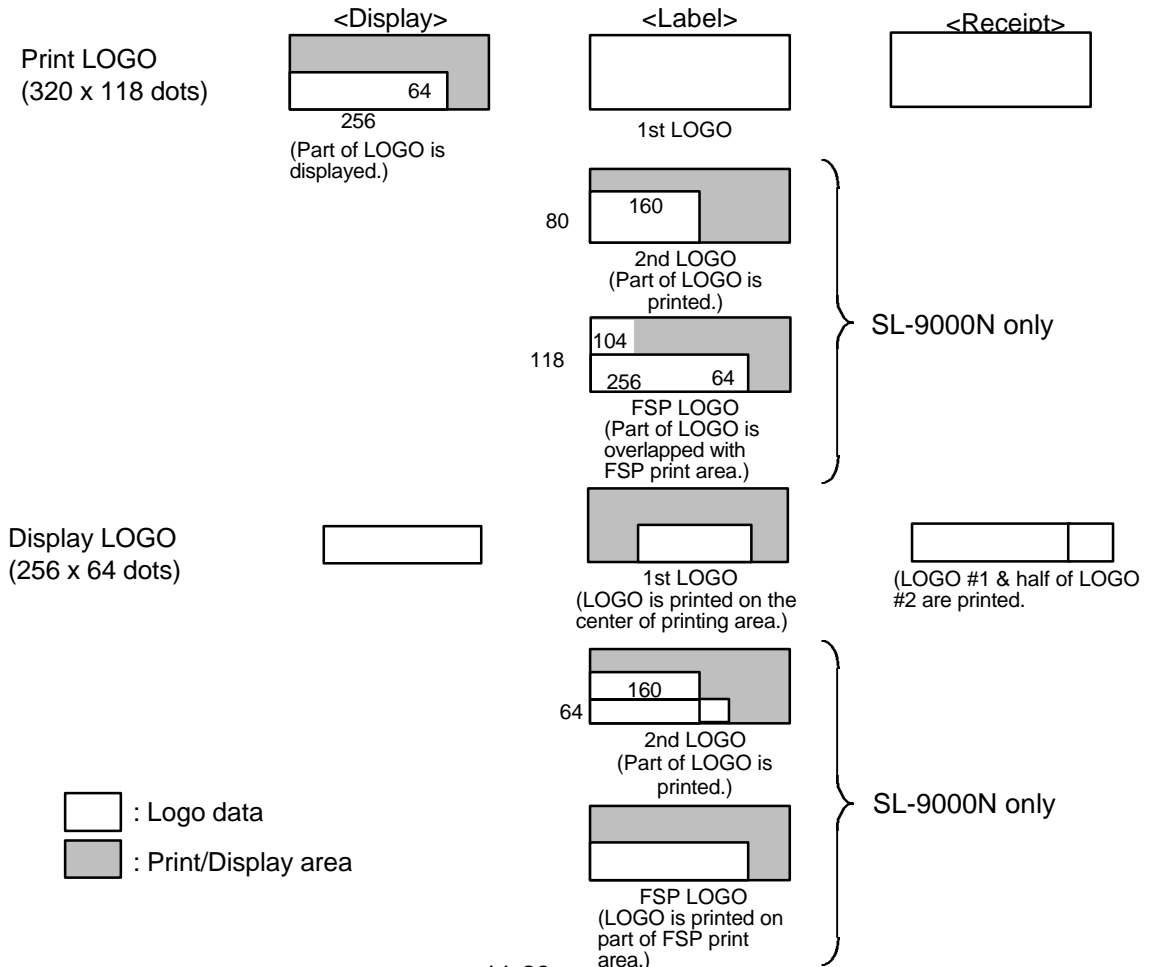 <Display>
<Label>
<Receipt>
Print LOGO
(320 x 118 dots)
64
256
(Part of LOGO is
displayed.)
1st LOGO
80
160
2nd LOGO
(Part of LOGO is
printed.)
118
104
256
64
FSP LOGO
(Part of LOGO is
overlapped with
FSP print area.)
SL-9000N only
Display LOGO
(256 x 64 dots)
1st LOGO
(LOGO is printed on the
center of printing area.)
(LOGO #1 & half of LOGO
#2 are printed.
64
160
2nd LOGO
(Part of LOGO is
printed.)
FSP LOGO
(LOGO is printed on
part of FSP print
area.)
SL-9000N only
: Logo data
: Print/Display area